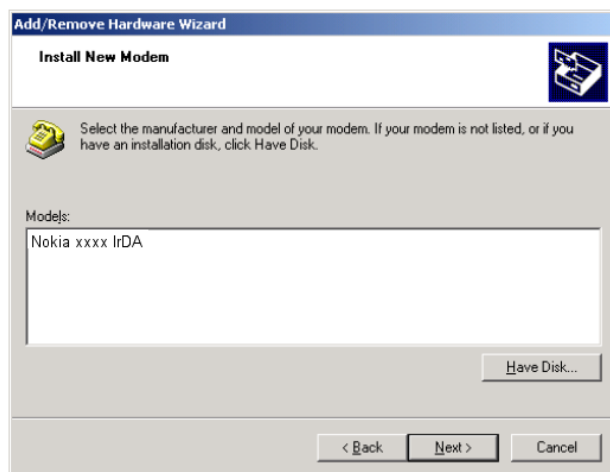 Add/Remove Hardware Wizard
Install New Modem
Select the manufacturer and model of your modem. If your modem is not listed, or if you
have an installation disk, click Have Disk.
Models:
Nokia xxxx IrDA
Have Disk...
< Back
Next >
Cancel